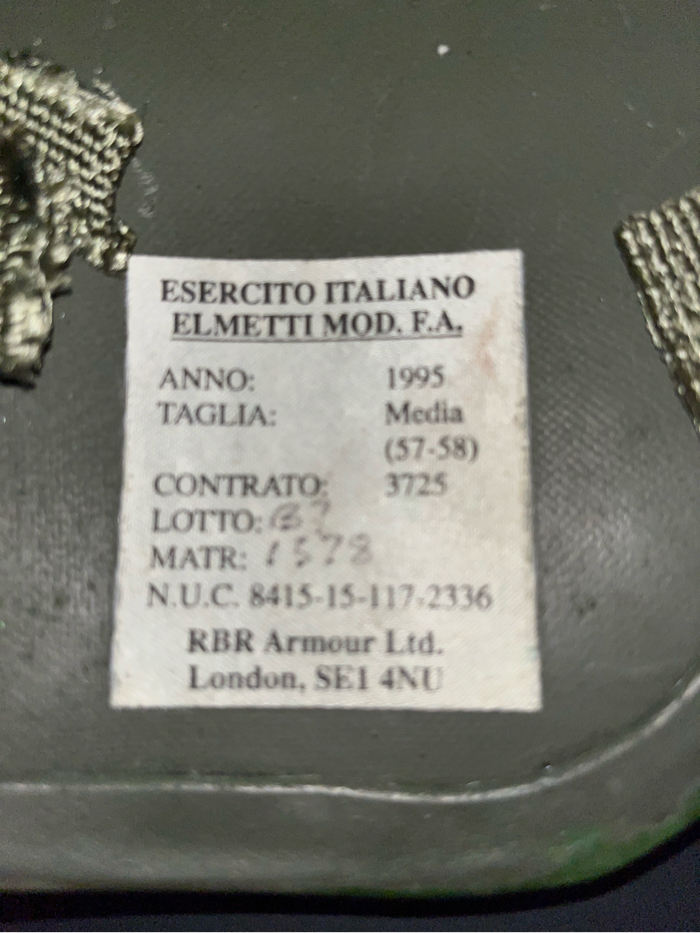 ESERCITO ITALIANO
ELMETTI MOD. F.A.
ANNO: 1995
TAGLIA: Media
(57-58)
CONTRATO: 3725
LOTTO:
MATR: 1578
N.U.C. 8415-15-117-2336
RBR Armour Ltd.
London, SE1 4NU